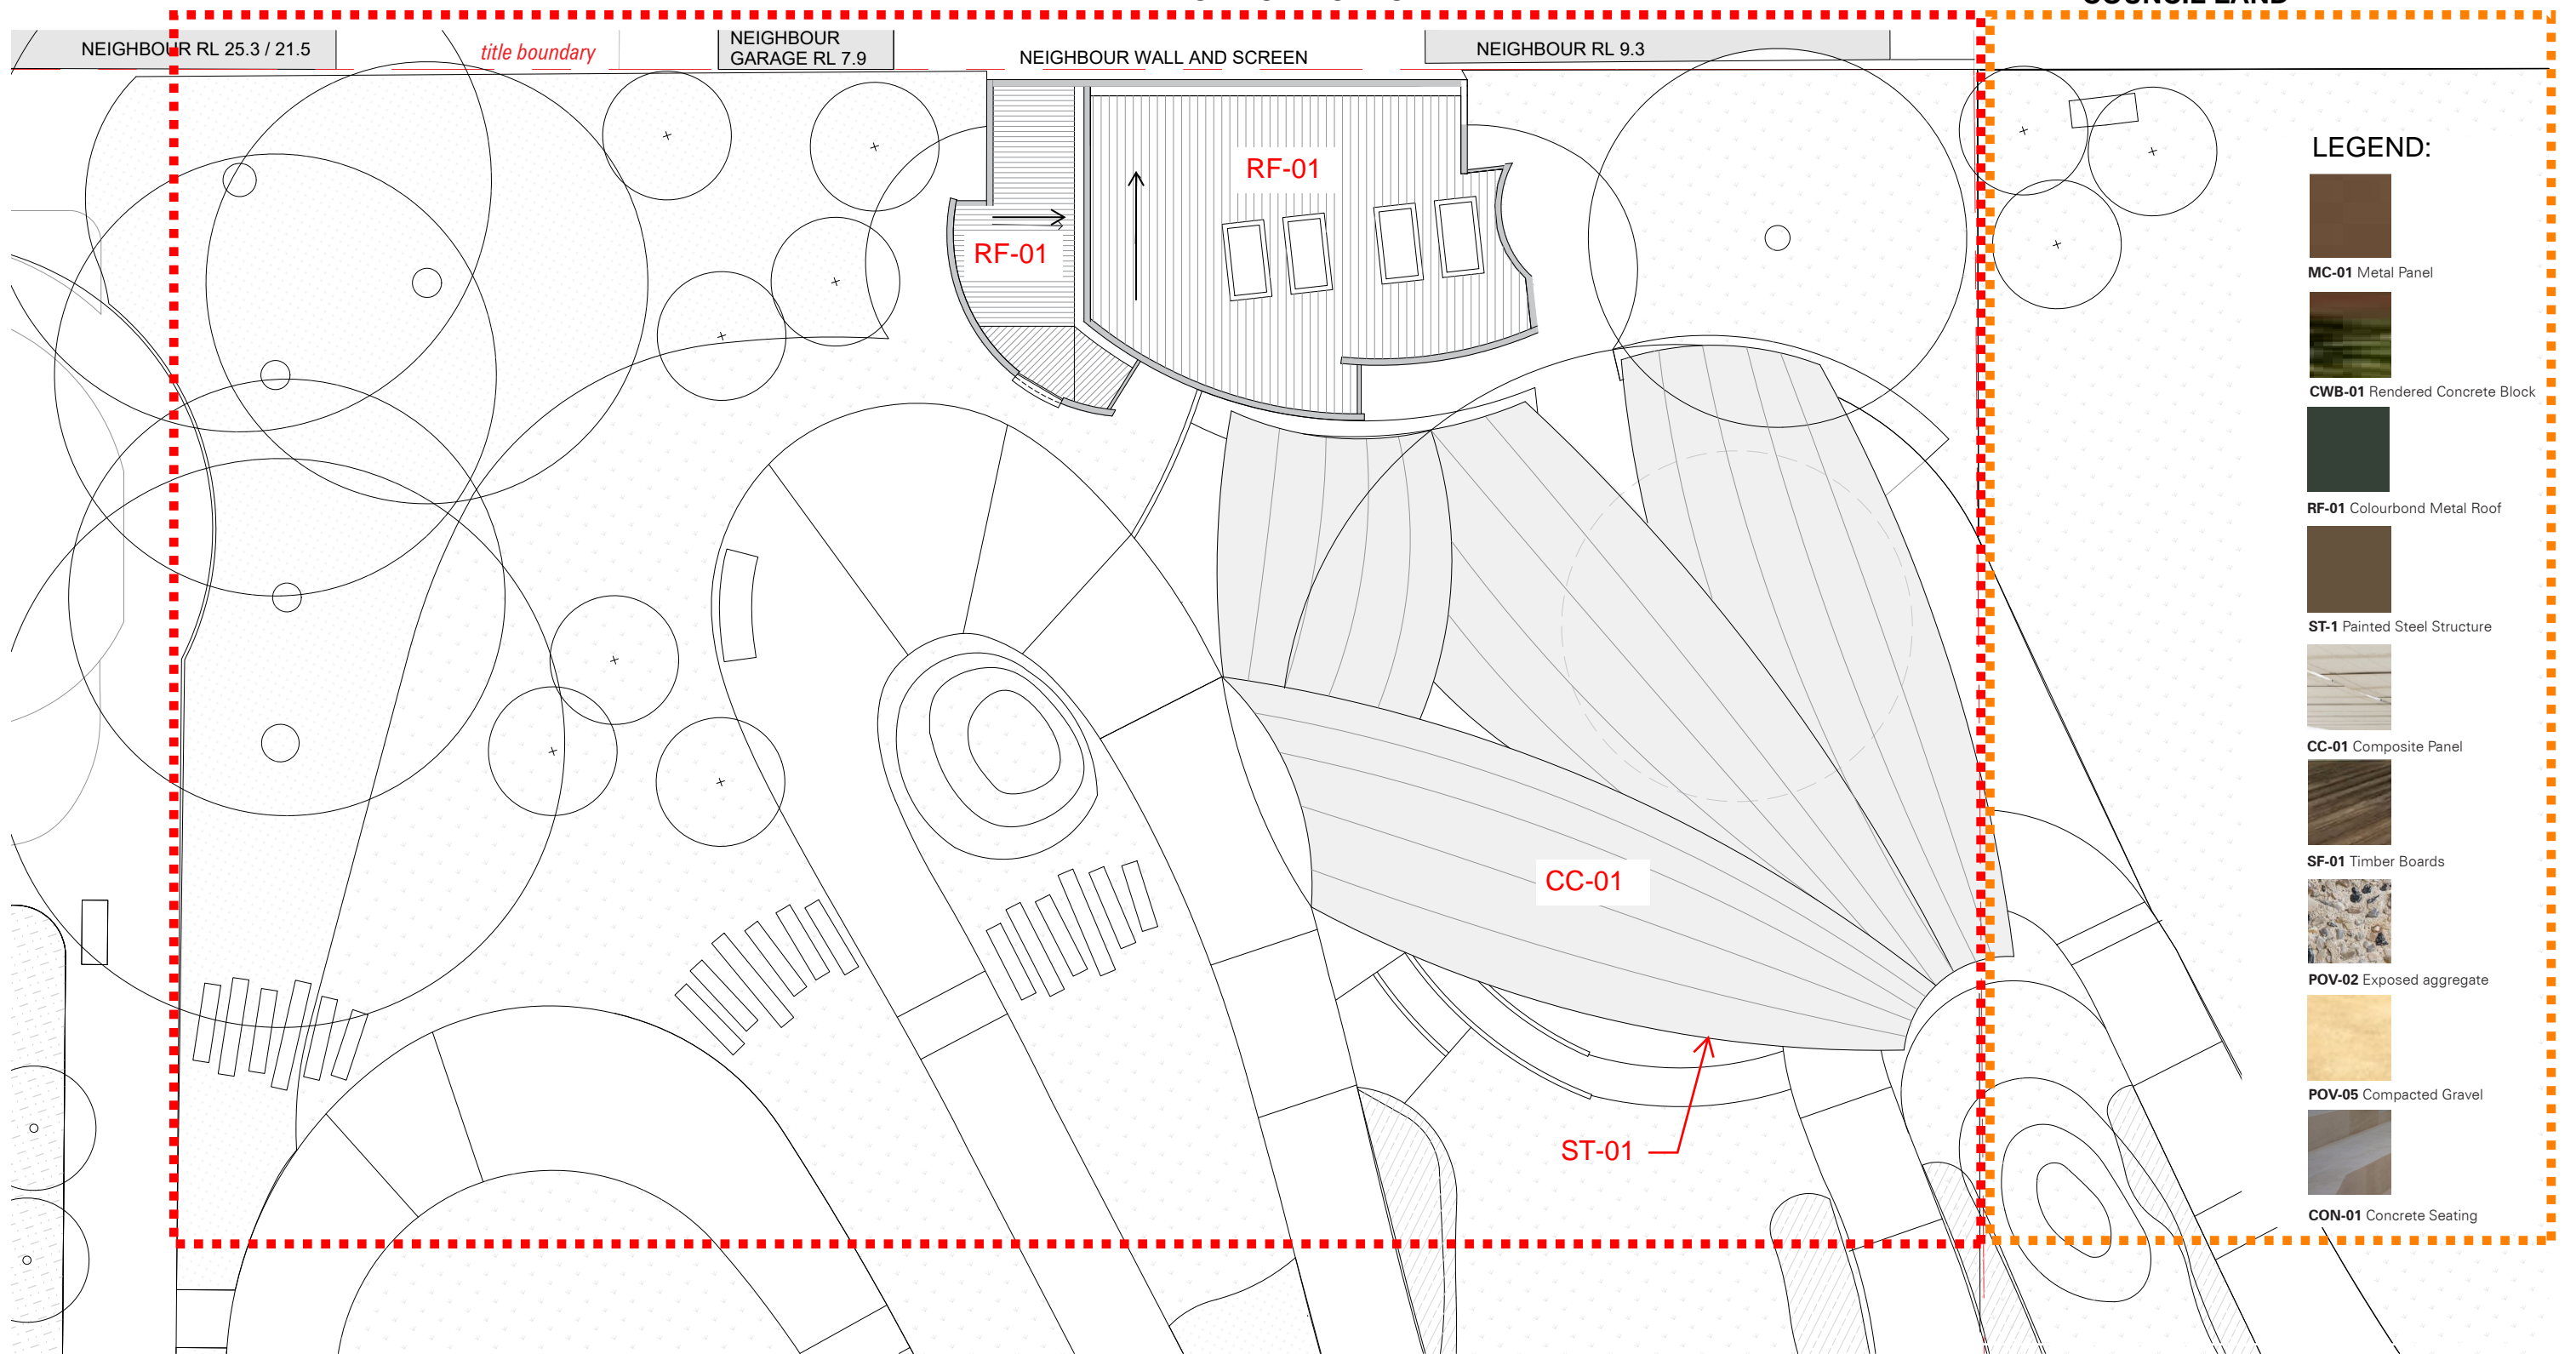 COUNCIL LAND
NEIGHBOUR RL 25.3 / 21.5
title boundary
NEIGHBOUR
GARAGE RL 7.9
NEIGHBOUR WALL AND SCREEN
NEIGHBOUR RL 9.3
RF-01
RF-01
CC-01
ST-01
LEGEND:
MC-01 Metal Panel
CWB-01 Rendered Concrete Block
RF-01 Colourbond Metal Roof
ST-1 Painted Steel Structure
CC-01 Composite Panel
SF-01 Timber Boards
POV-02 Exposed aggregate
POV-05 Compacted Gravel
CON-01 Concrete Seating